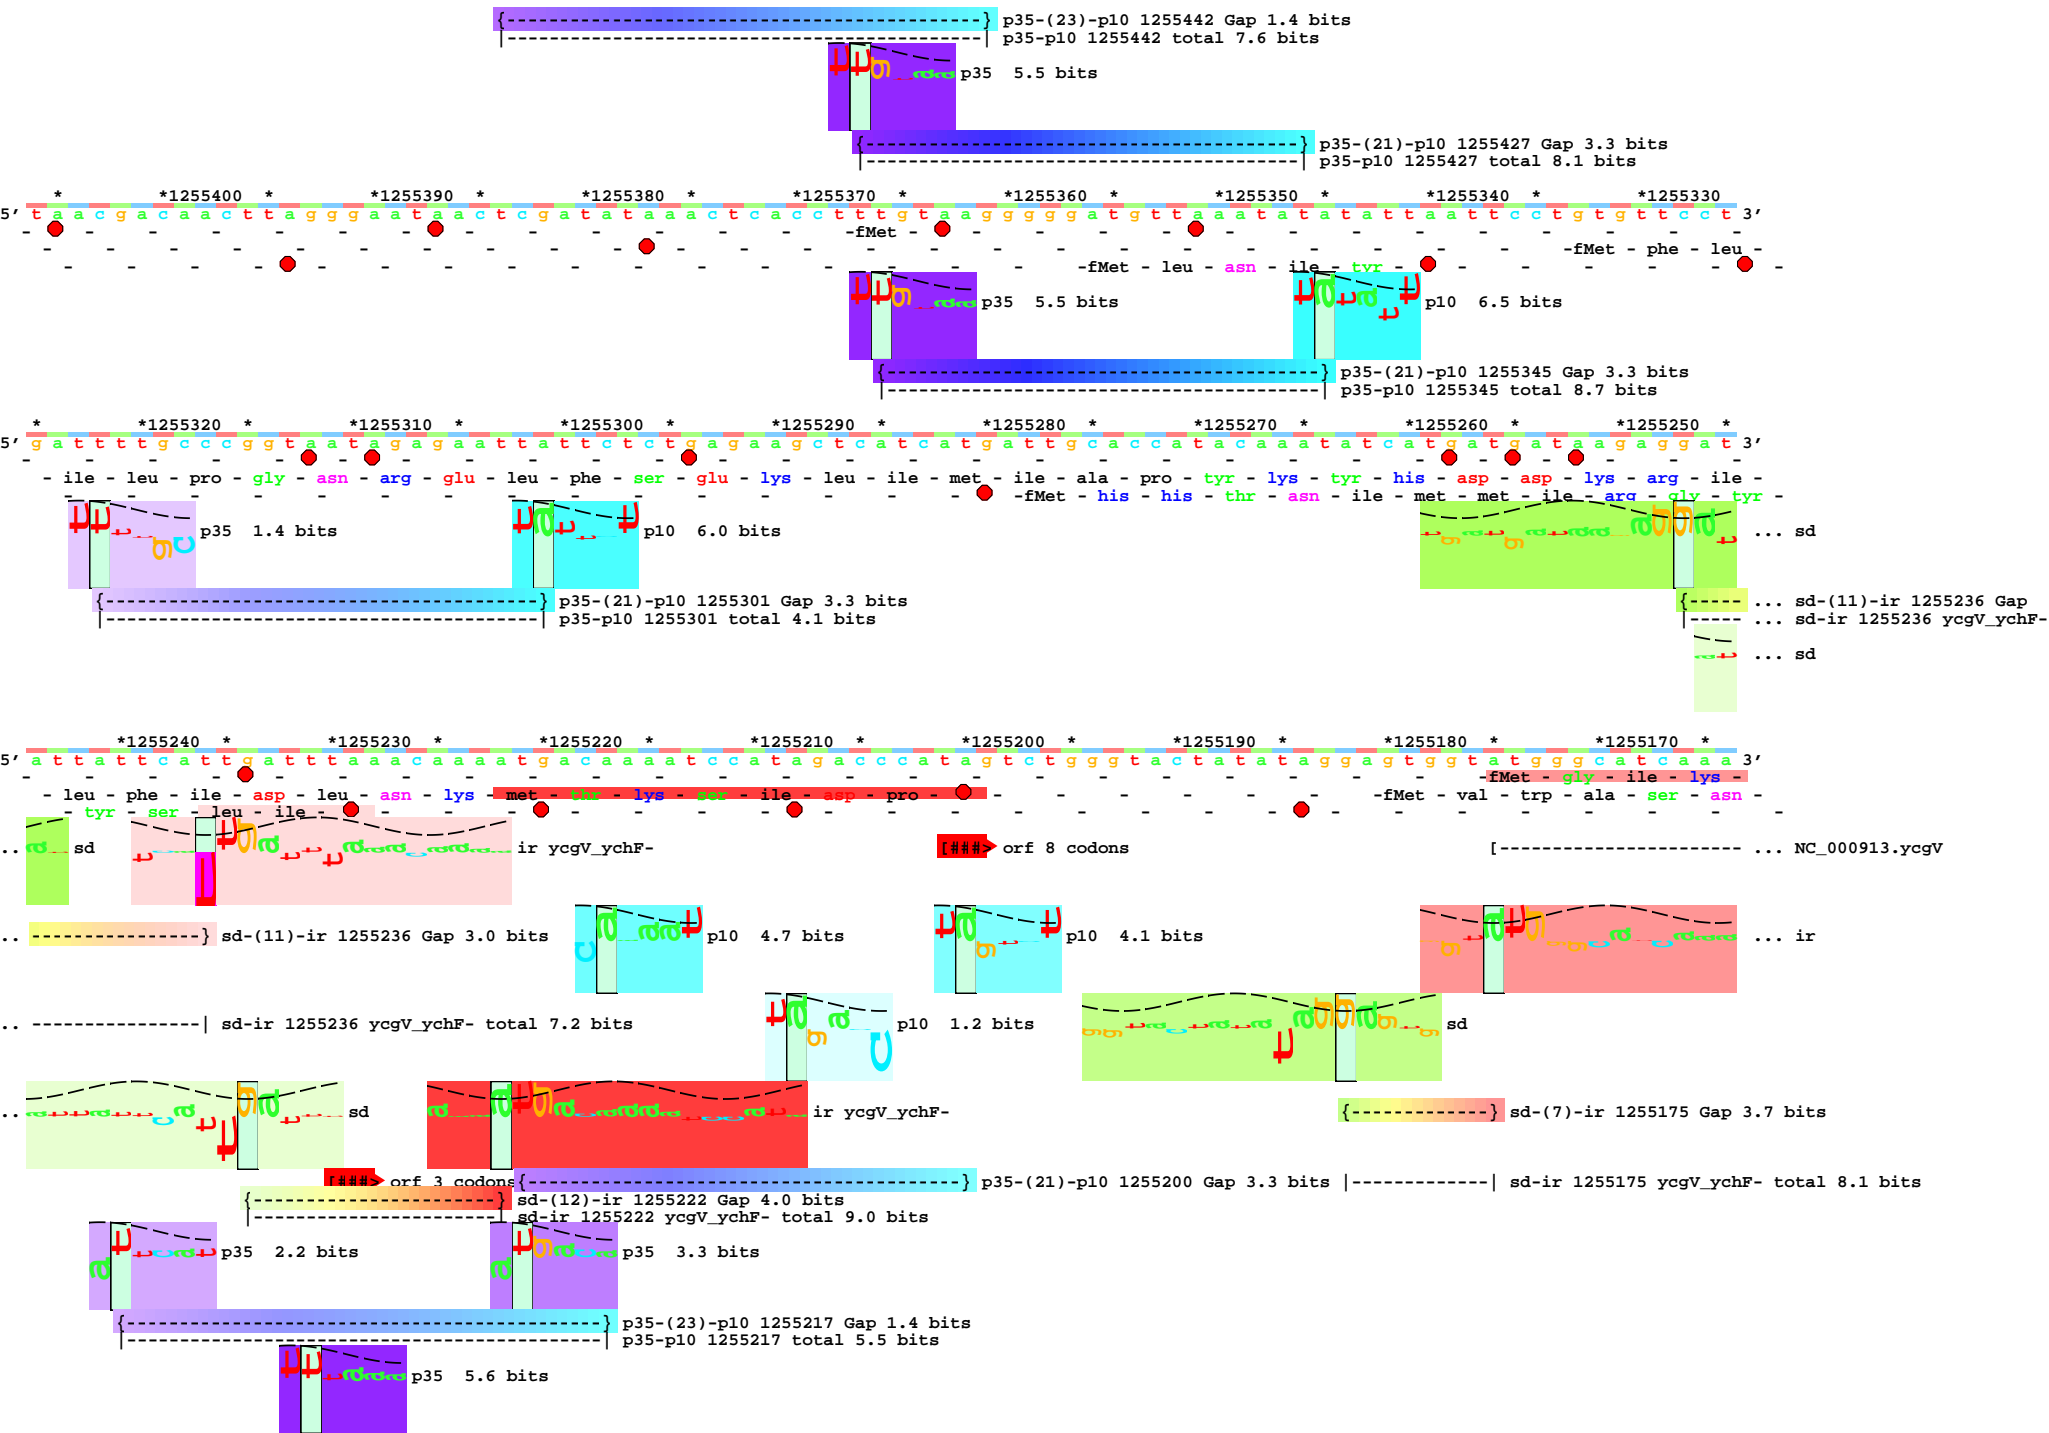 {----------------------------------------------} p35-(23)-p10 1255442 Gap 1.4 bits
|----------------------------------------------| p35-p10 1255442 total 7.6 bits
p35 5.5 bits
{------------------------------------------} p35-(21)-p10 1255427 Gap 3.3 bits
|------------------------------------------| p35-p10 1255427 total 8.1 bits
* *1255400 * *1255390 * *1255380 * *1255370 * *1255360 * *1255350 * *1255340 * *1255330
5' t a a c g a c a a c t t a g g g a a t a a c t c g a t a t a a a c t c a c c t t t g t a a g g g g g a t g t t a a a t a t a t a t t a a t t c c t g t g t t c c t 3'
-fMet -
-fMet - phe - leu -
-fMet - leu - asn - ile - tyr -
p35 5.5 bits
p10 6.5 bits
{------------------------------------------} p35-(21)-p10 1255345 Gap 3.3 bits
|------------------------------------------| p35-p10 1255345 total 8.7 bits
* *1255320 * *1255310 * *1255300 * *1255290 * *1255280 * *1255270 * *1255260 * *1255250 *
5' g a t t t t g c c c g g t a a t a g a g a a t t a t t c t c t g a g a a g c t c a t c a t g a t t g c a c c a t a c a a a t a t c a t g a t g a t a a g a g g a t 3'
- ile - leu - pro - gly - asn - arg - glu - leu - phe - ser - glu - lys - leu - ile - met - ile - ala - pro - tyr - lys - tyr - his - asp - asp - lys - arg - ile -
-fMet - his - his - thr - asn - ile - met - met - ile - arg - gly - tyr -
p35 1.4 bits
p10 6.0 bits
... sd
{------------------------------------------} p35-(21)-p10 1255301 Gap 3.3 bits
{----- ... sd-(11)-ir 1255236 Gap
|------------------------------------------| p35-p10 1255301 total 4.1 bits
|----- ... sd-ir 1255236 ycgV_ychF-
... sd
*1255240 * *1255230 * *1255220 * *1255210 * *1255200 * *1255190 * *1255180 * *1255170 *
5' a t t a t t c a t t g a t t t a a a c a a a a t g a c a a a a t c c a t a g a c c c a t a g t c t g g g t a c t a t a t a g g a g t g g t a t g g g c a t c a a a 3'
-fMet - gly - ile - lys -
- leu - phe - ile - asp - leu - asn - lys - met - thr - lys - ser - ile - asp - pro -
-fMet - val - trp - ala - ser - asn -
- tyr - ser - leu - ile -
.. sd
ir ycgV_ychF-
[###> orf 8 codons
[----------------------- ... NC_000913.ycgV
.. ----------------} sd-(11)-ir 1255236 Gap 3.0 bits
p10 4.7 bits
p10 4.1 bits
... ir
.. ----------------| sd-ir 1255236 ycgV_ychF- total 7.2 bits
p10 1.2 bits
sd
.. sd
ir ycgV_ychF-
{-------------} sd-(7)-ir 1255175 Gap 3.7 bits
[###> orf 3 codons
{------------------------------------------} p35-(21)-p10 1255200 Gap 3.3 bits
|-------------| sd-ir 1255175 ycgV_ychF- total 8.1 bits
{-----------------------} sd-(12)-ir 1255222 Gap 4.0 bits
|-----------------------| sd-ir 1255222 ycgV_ychF- total 9.0 bits
p35 2.2 bits
p35 3.3 bits
{----------------------------------------------} p35-(23)-p10 1255217 Gap 1.4 bits
|----------------------------------------------| p35-p10 1255217 total 5.5 bits
p35 5.6 bits